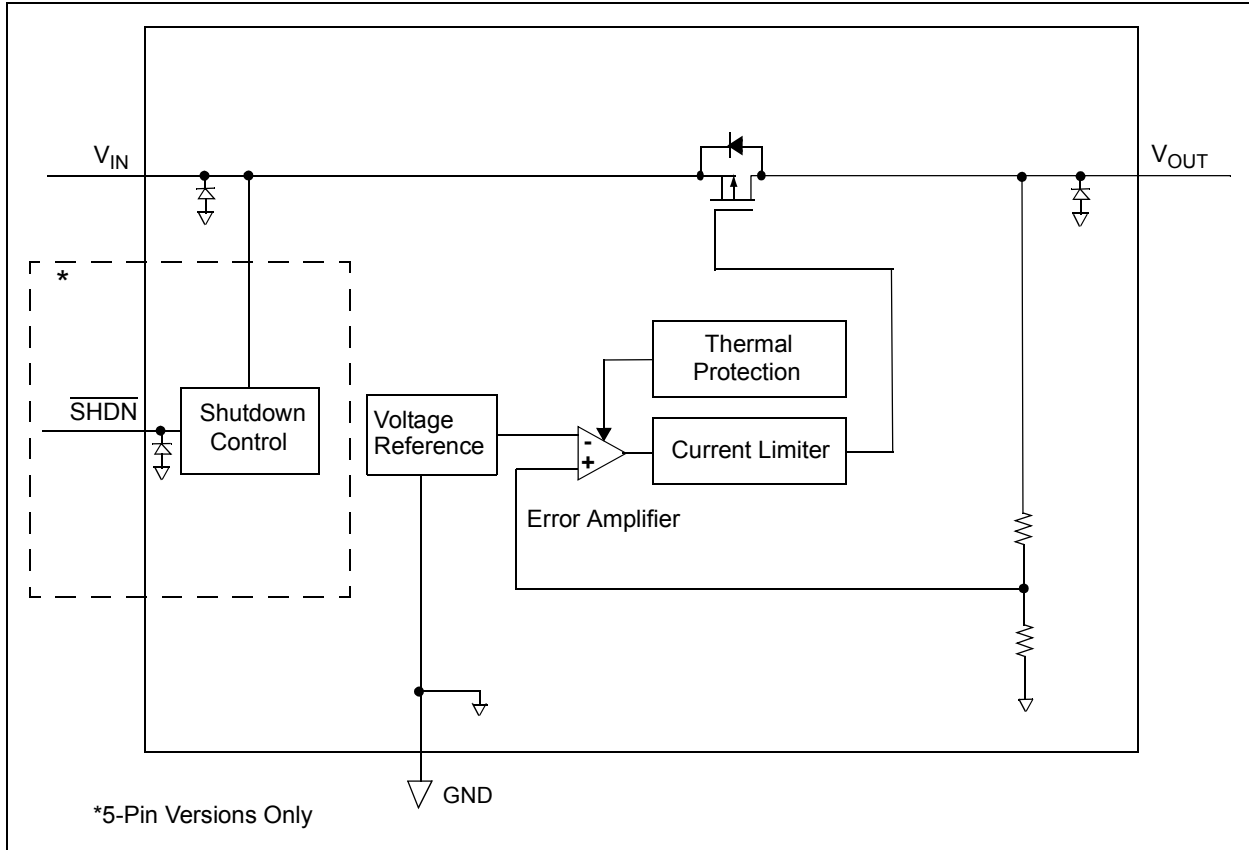 V_IN
V_OUT
*
Thermal
Protection
SHDN
Shutdown
Control
Voltage
Reference
-
+
Current Limiter
Error Amplifier
GND
*5-Pin Versions Only